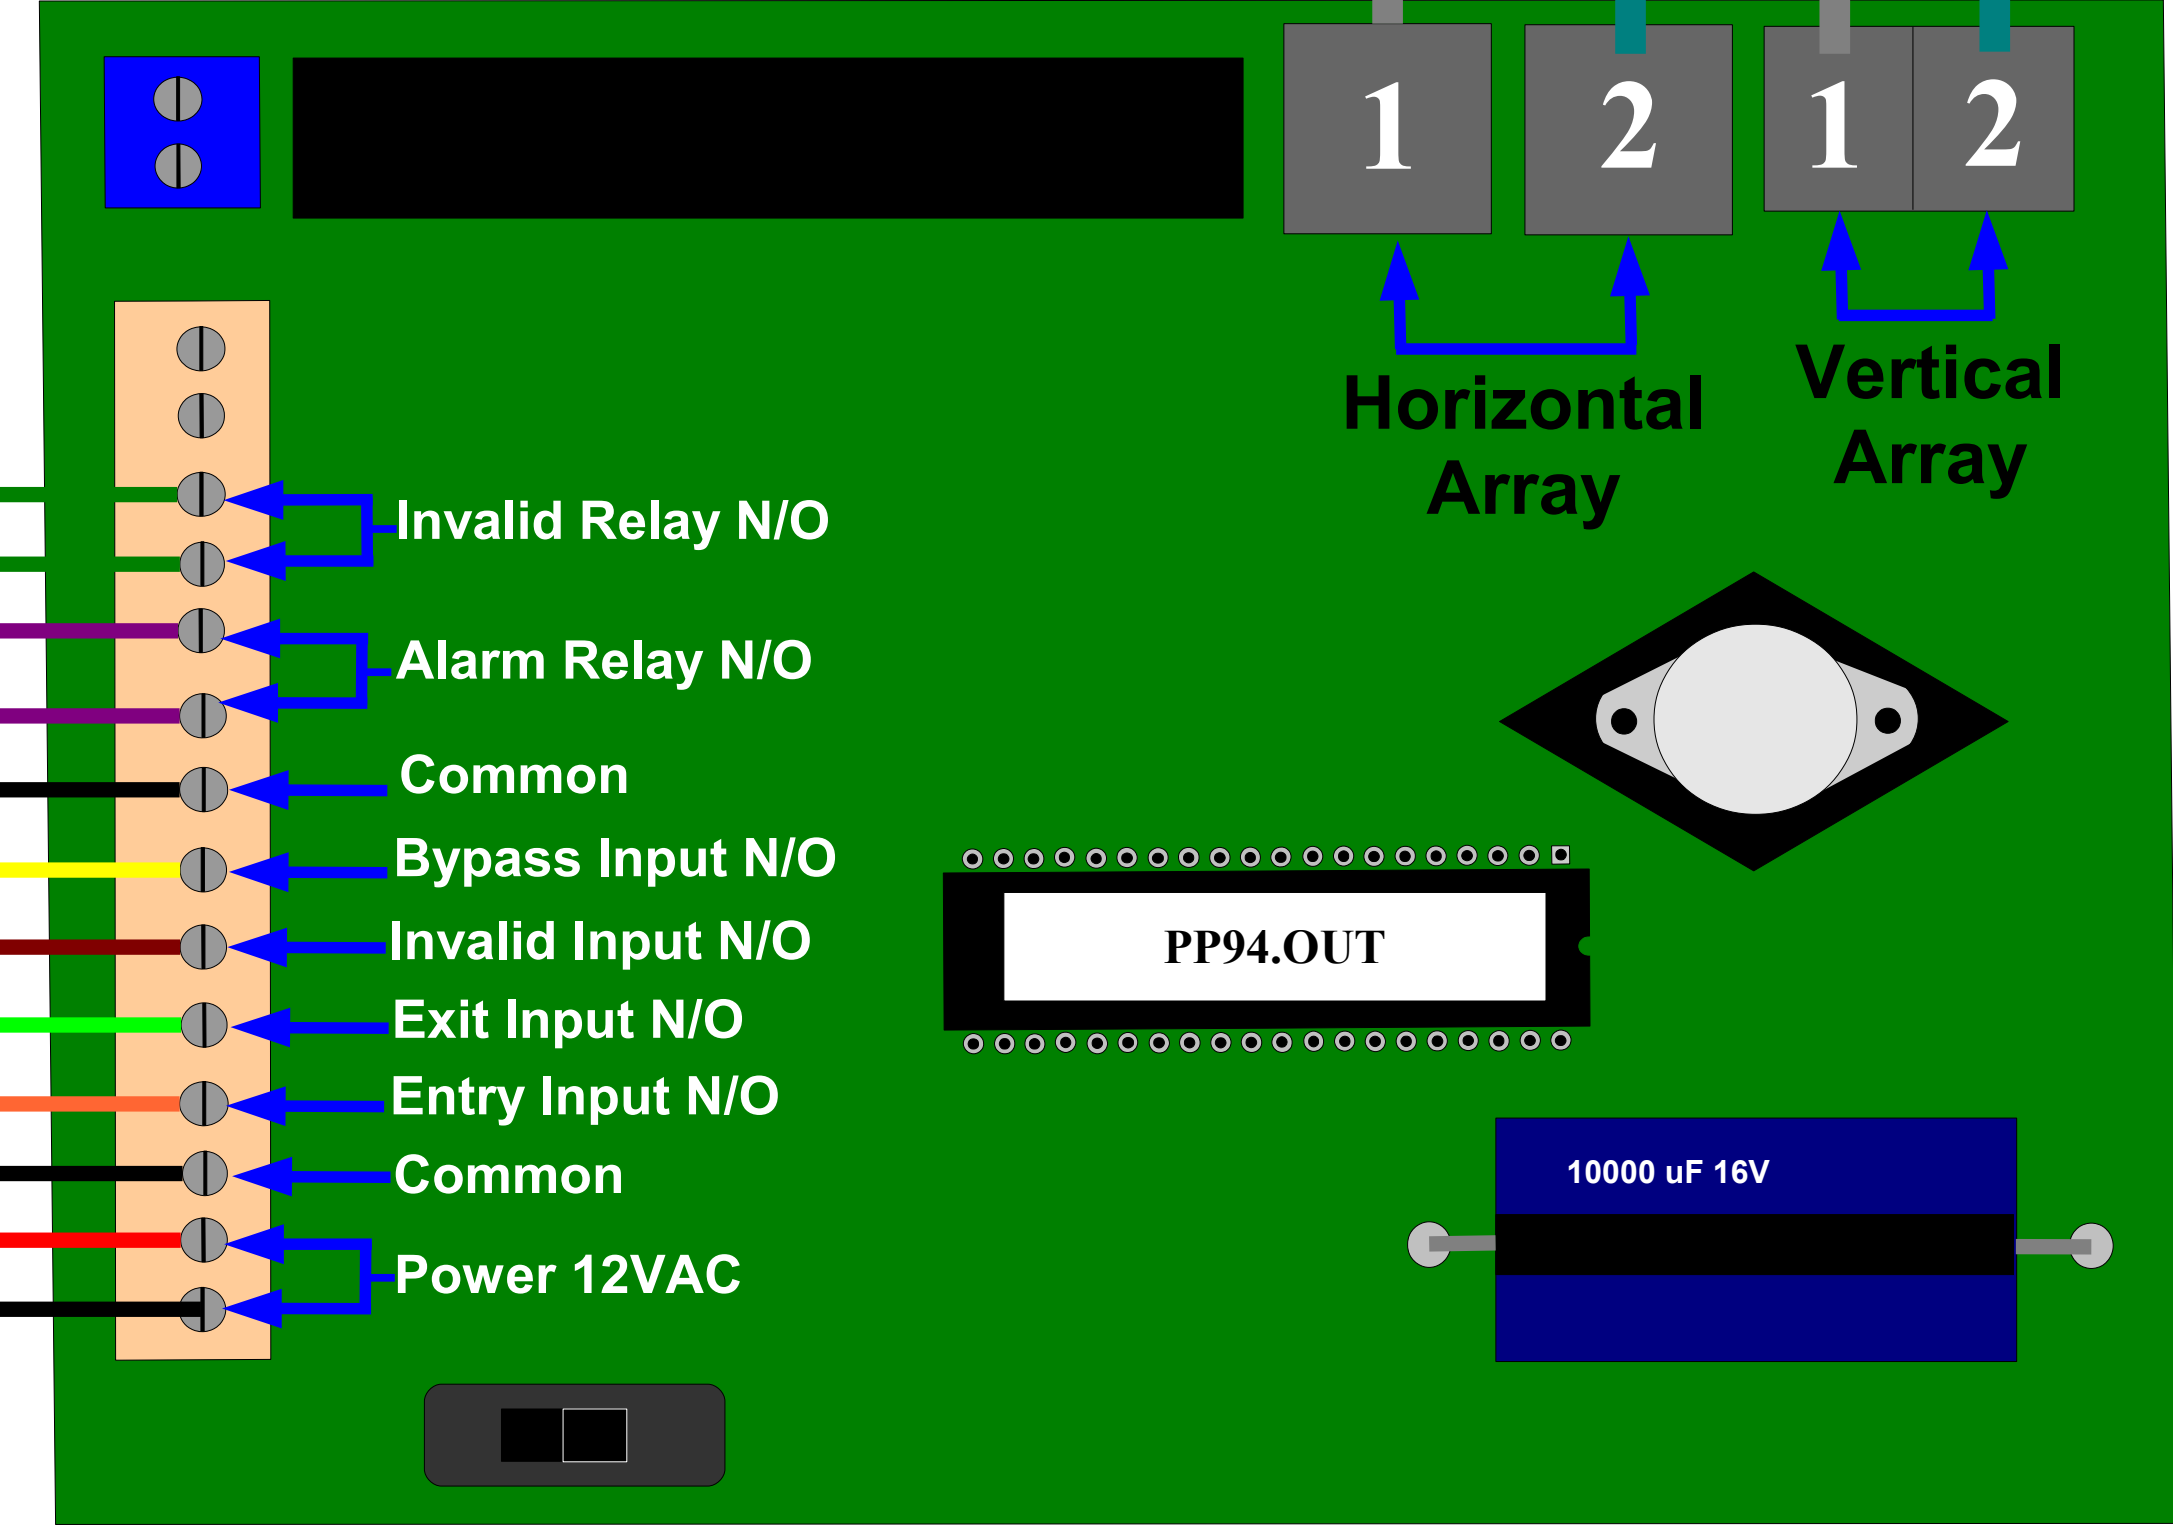 1
2
1
2
Horizontal
Array
Vertical
Array
Invalid Relay N/O
Alarm Relay N/O
Common
Bypass Input N/O
Invalid Input N/O
Exit Input N/O
Entry Input N/O
Common
Power 12VAC
PP94.OUT
10000 uF 16V